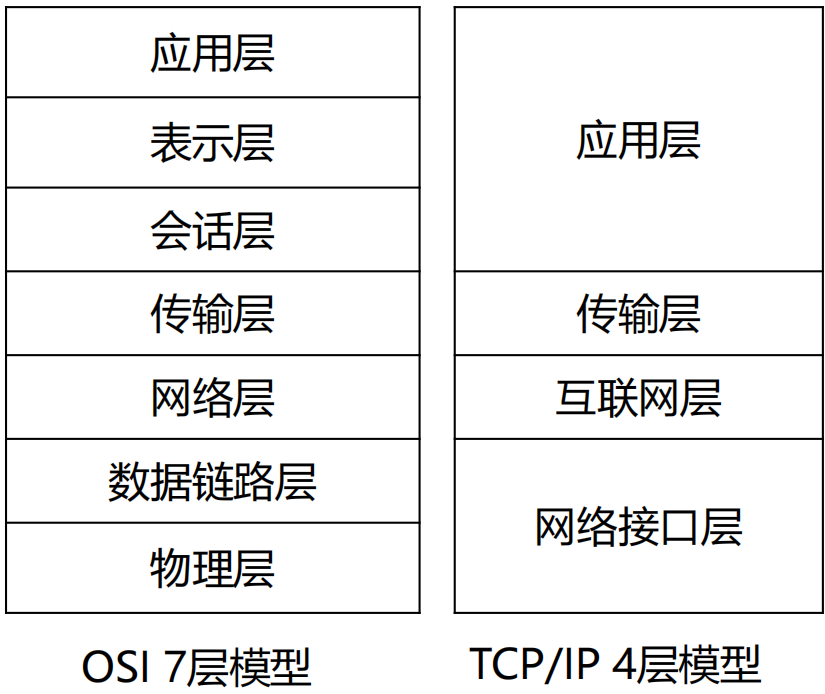 应用层
表示层
会话层
传输层
网络层
数据链路层
物理层
OSI 7层模型
应用层
传输层
互联网层
网络接口层
TCP/IP 4层模型